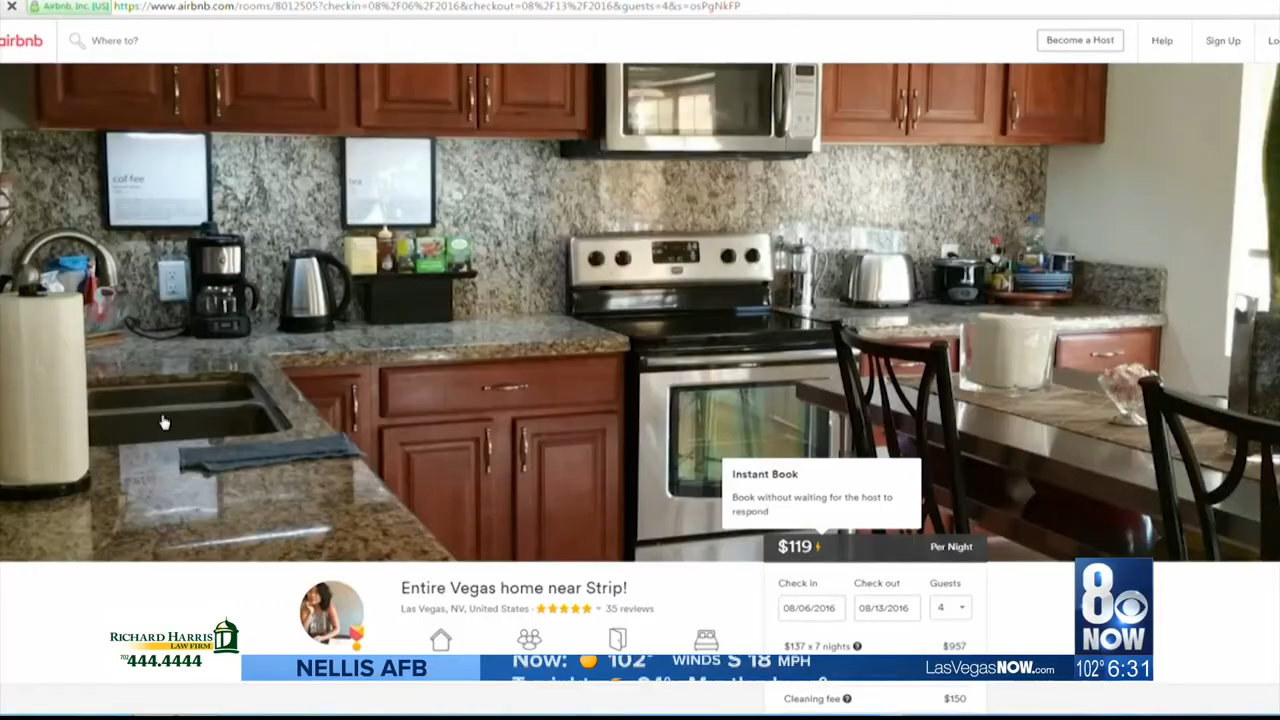 Airbnb, Inc. [US]
https://www.airbnb.com/rooms/8012505?checkin=08%2F06%2F2016&checkout=08%2F13%2F2016&guests=4&s=osPgNkFP
airbnb
Where to?
Become a Host
Help
Sign Up
Lo
coffee
tea
Instant Book
Book without waiting for the host to
respond
$119
Per Night
Entire Vegas home near Strip!
Las Vegas, NV, United States
35 reviews
Check in
Check out
Guests
08/06/2016
08/13/2016
4
$137 x 7 nights
$957
Cleaning fee
$150
RICHARD HARRIS
LAW FIRM
702 444.4444
NELLIS AFB
Now: 102° WINDS S 18 MPH
LasVegasNOW.com
8
NOW
102° 6:31